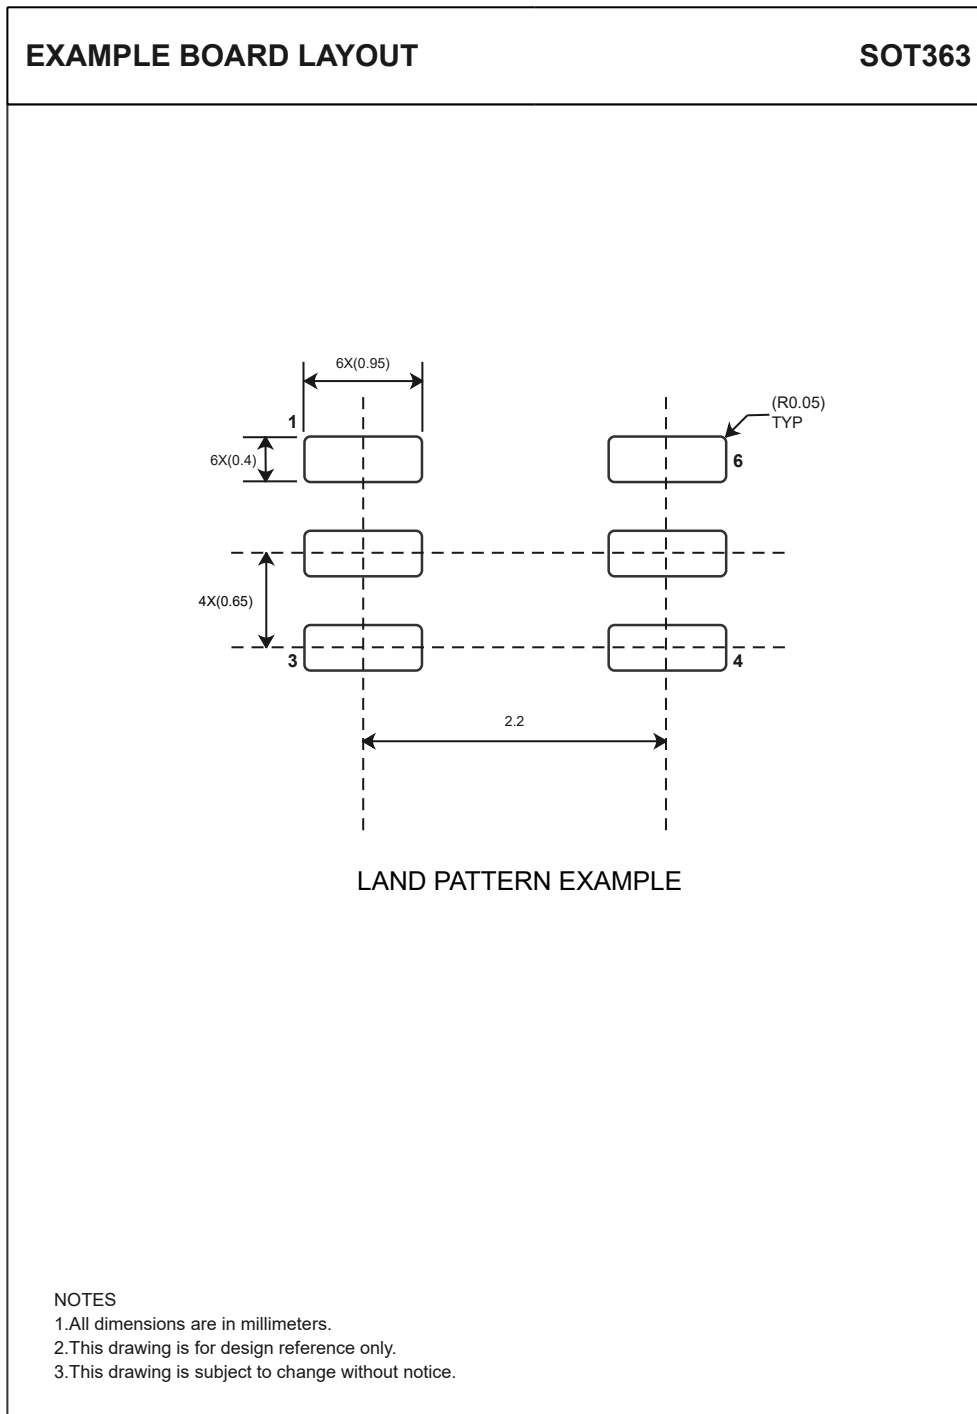 EXAMPLE BOARD LAYOUT
SOT363
6X(0.95)
(R0.05)
TYP
1
6X(0.4)
6
4X(0.65)
3
4
2.2
LAND PATTERN EXAMPLE
NOTES
1.All dimensions are in millimeters.
2.This drawing is for design reference only.
3.This drawing is subject to change without notice.